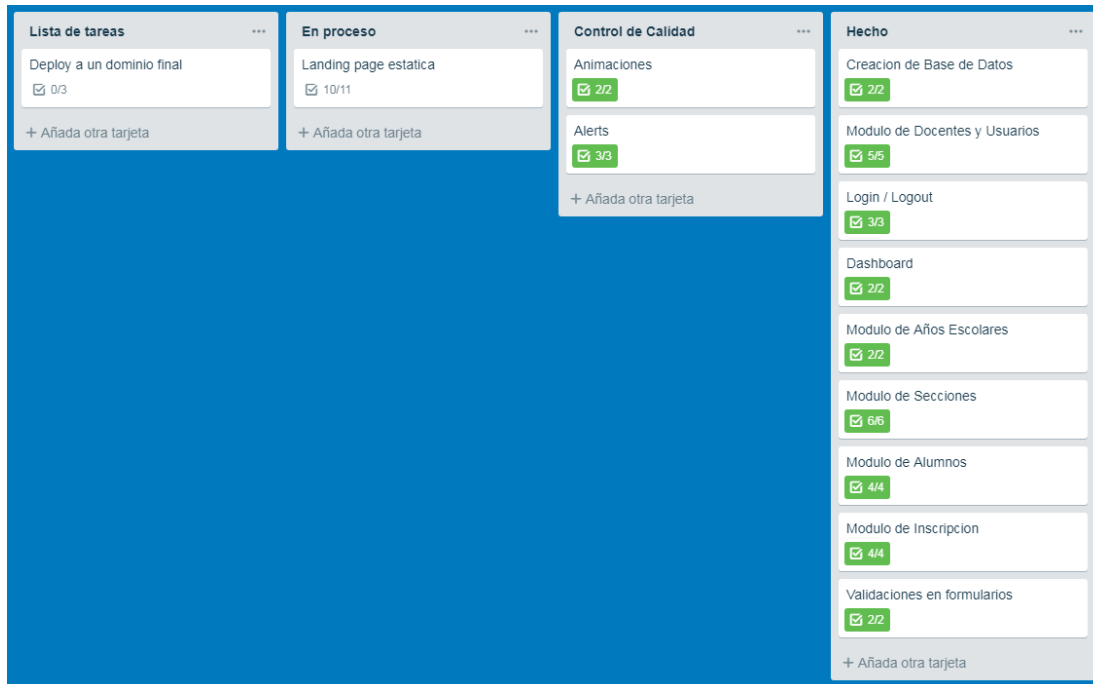 Lista de tareas
Deploy a un dominio final
0/3
+ Añada otra tarjeta
En proceso
Landing page estatica
10/11
+ Añada otra tarjeta
Control de Calidad
Animaciones
2/2
Alerts
3/3
+ Añada otra tarjeta
Hecho
Creacion de Base de Datos
2/2
Modulo de Docentes y Usuarios
5/5
Login / Logout
3/3
Dashboard
2/2
Modulo de Años Escolares
2/2
Modulo de Secciones
6/6
Modulo de Alumnos
4/4
Modulo de Inscripcion
4/4
Validaciones en formularios
2/2
+ Añada otra tarjeta